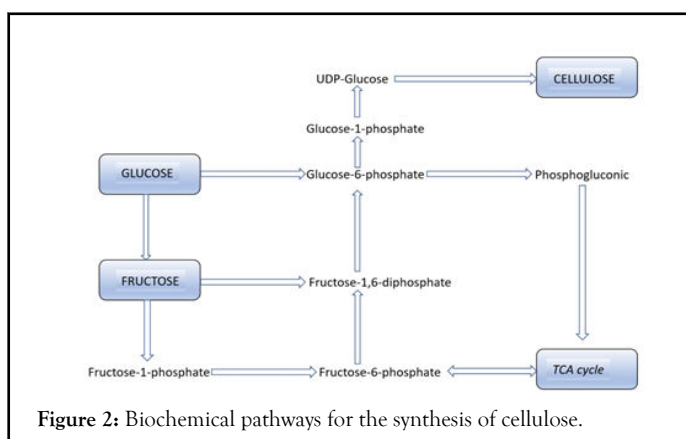 UDP-Glucose CELLULOSE
Glucose-1-phosphate
GLUCOSE Glucose-6-phosphate Phosphogluconic
FRUCTOSE Fructose-1,6-diphosphate
Fructose-1-phosphate Fructose-6-phosphate TCA cycle
Figure 2: Biochemical pathways for the synthesis of cellulose.